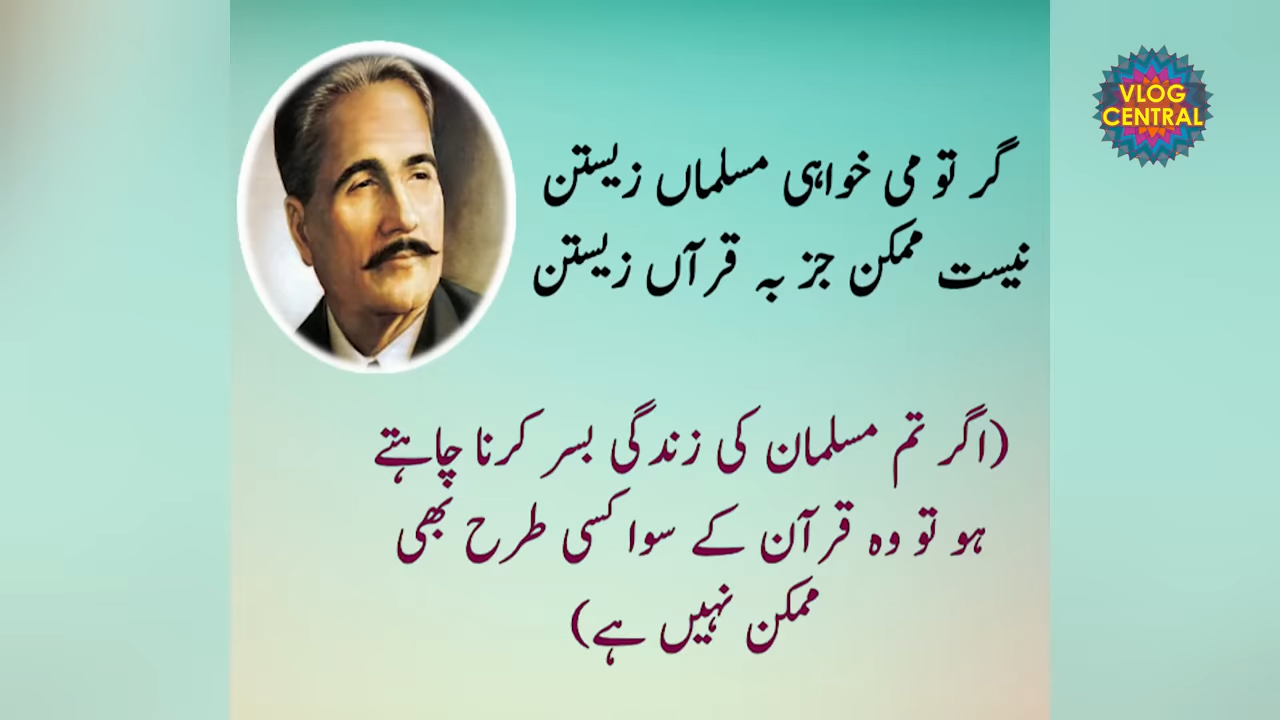 گر تو می خواہی مسلماں زیستن
نیست ممکن جز بہ قرآں زیستن
(اگر تم مسلمان کی زندگی بسر کرنا چاہتے
ہو تو وہ قرآن کے سوا کسی طرح بھی
ممکن نہیں ہے)
VLOG
CENTRAL